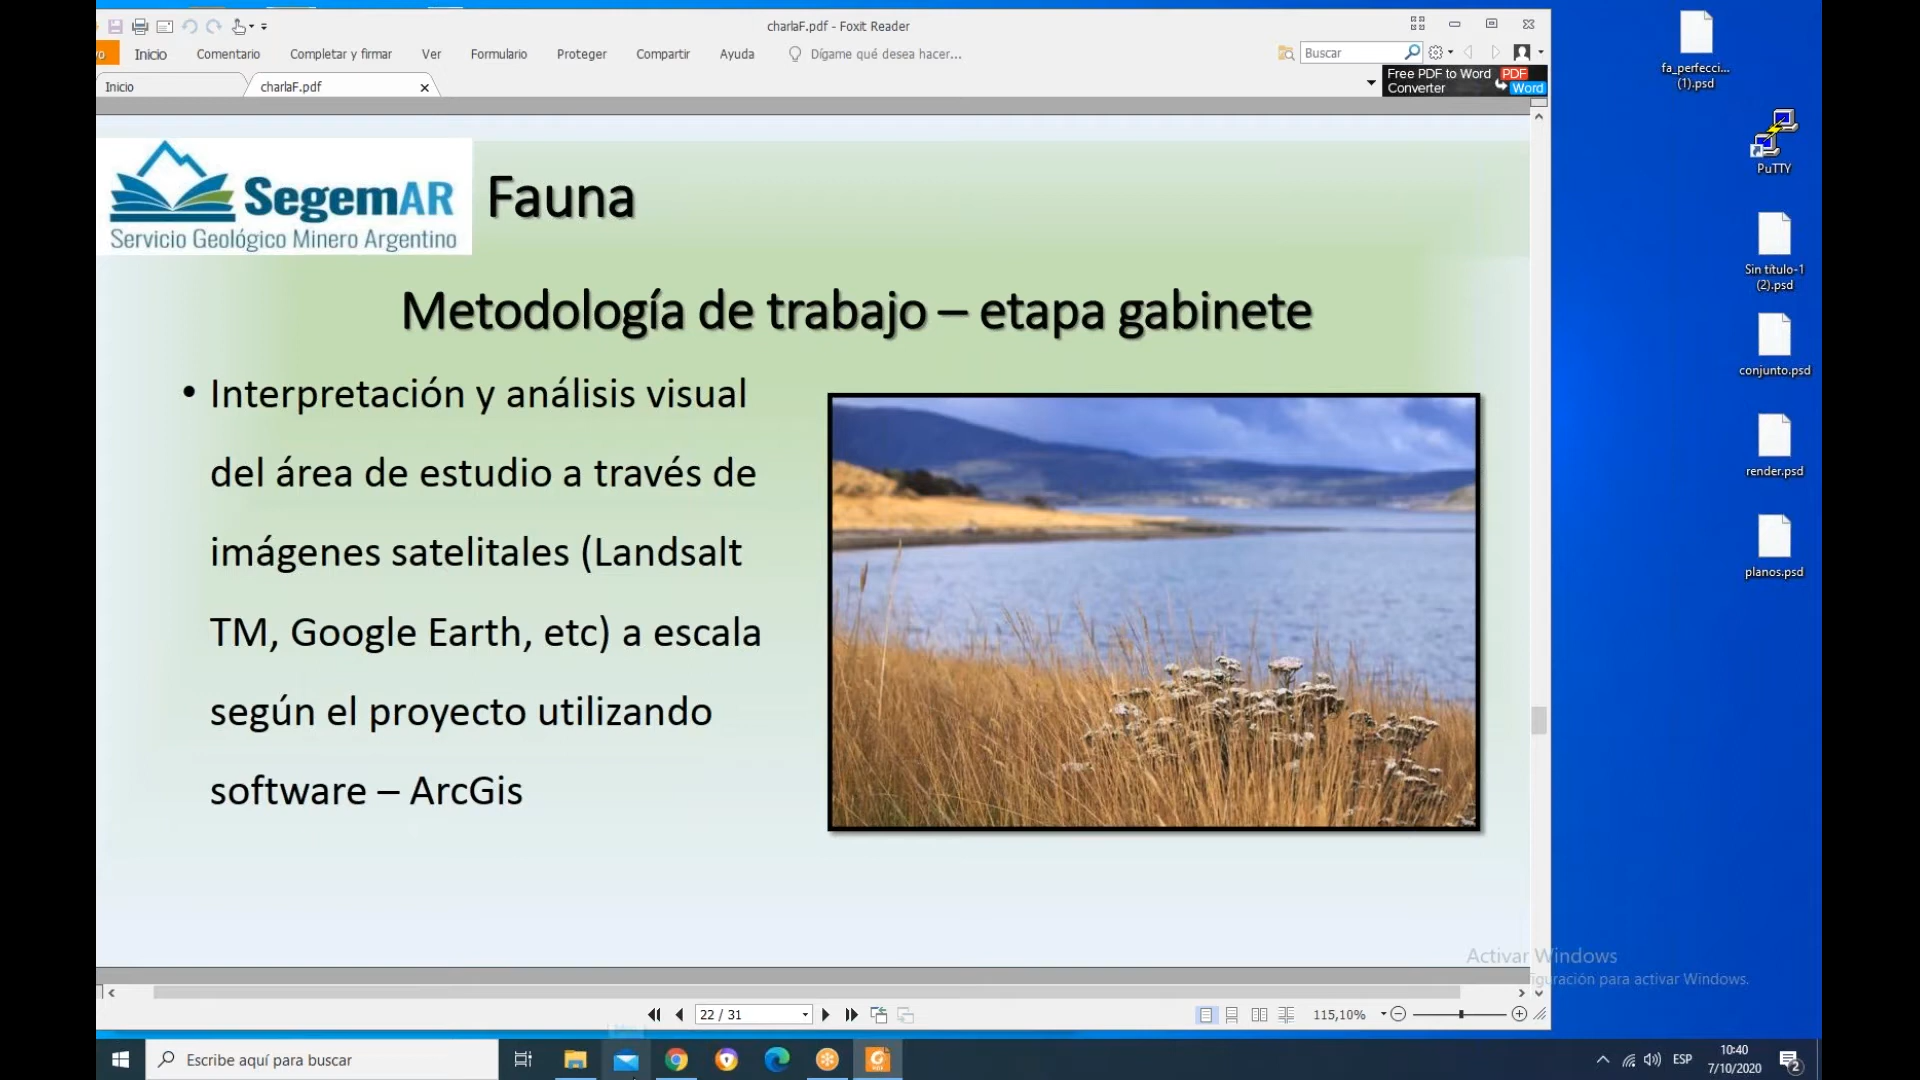 charlaF.pdf - Foxit Reader
Inicio Comentario Completar y firmar Ver Formulario Proteger Compartir Ayuda Dígame qué desea hacer... Buscar
Inicio charlaF.pdf
Free PDF to Word PDF
Converter Word
SegemAR
Servicio Geológico Minero Argentino
Fauna
Metodología de trabajo – etapa gabinete
• Interpretación y análisis visual
del área de estudio a través de
imágenes satelitales (Landsalt
TM, Google Earth, etc) a escala
según el proyecto utilizando
software – ArcGis
fa_perfecci...
(1).psd
PuTTY
Sin título-1
(2).psd
conjunto.psd
render.psd
planos.psd
Activar Windows
para activar Windows.
22 / 31
115,10%
Escribe aquí para buscar
ESP
10:40
7/10/2020
2